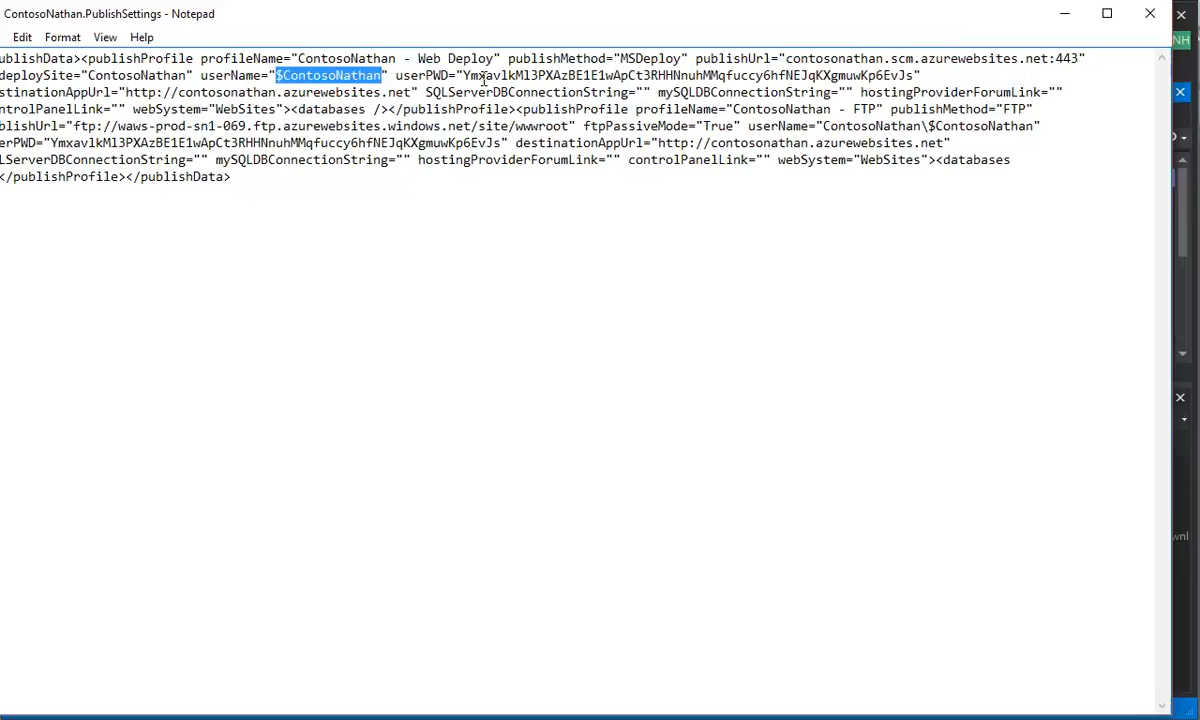 ContosoNathan.PublishSettings - Notepad
Edit Format View Help
ublishData><publishProfile profileName="ContosoNathan - Web Deploy" publishMethod="MSDeploy" publishUrl="contosonathan.scm.azurewebsites.net:443"
deploySite="ContosoNathan" userName="$ContosoNathan" userPWD="YmxavlkMl3PXAzBE1E1wApCt3RHHNnuhMMqfuccy6hfNEJqKXgmuwKp6EvJs"
stinationAppUrl="http://contosonathan.azurewebsites.net" SQLServerDBConnectionString="" mySQLDBConnectionString="" hostingProviderForumLink=""
ntrolPanelLink="" webSystem="WebSites"><databases /></publishProfile><publishProfile profileName="ContosoNathan - FTP" publishMethod="FTP"
blishUrl="ftp://waws-prod-sn1-069.ftp.azurewebsites.windows.net/site/wwwroot" ftpPassiveMode="True" userName="ContosoNathan\$ContosoNathan"
erPWD="YmxavlkMl3PXAzBE1E1wApCt3RHHNnuhMMqfuccy6hfNEJqKXgmuwKp6EvJs" destinationAppUrl="http://contosonathan.azurewebsites.net"
LServerDBConnectionString="" mySQLDBConnectionString="" hostingProviderForumLink="" controlPanelLink="" webSystem="WebSites"><databases
</publishProfile></publishData>
NH
wnl